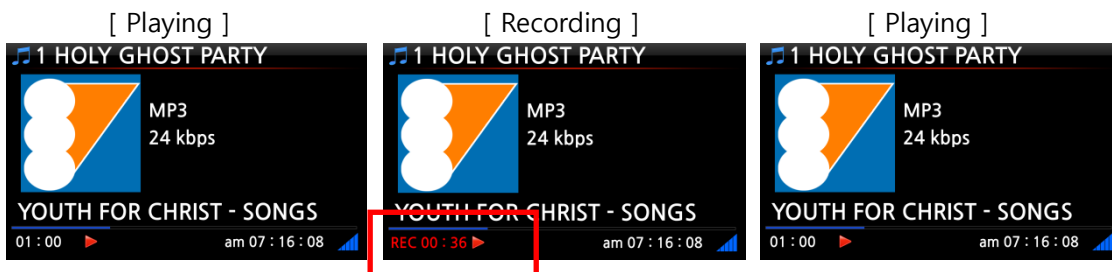 [ Playing ]
1 HOLY GHOST PARTY
MP3
24 kbps
YOUTH FOR CHRIST - SONGS
01 : 00 am 07 : 16 : 08
[ Recording ]
1 HOLY GHOST PARTY
MP3
24 kbps
YOUTH FOR CHRIST - SONGS
REC 00 : 36 am 07 : 16 : 08
[ Playing ]
1 HOLY GHOST PARTY
MP3
24 kbps
YOUTH FOR CHRIST - SONGS
01 : 00 am 07 : 16 : 08